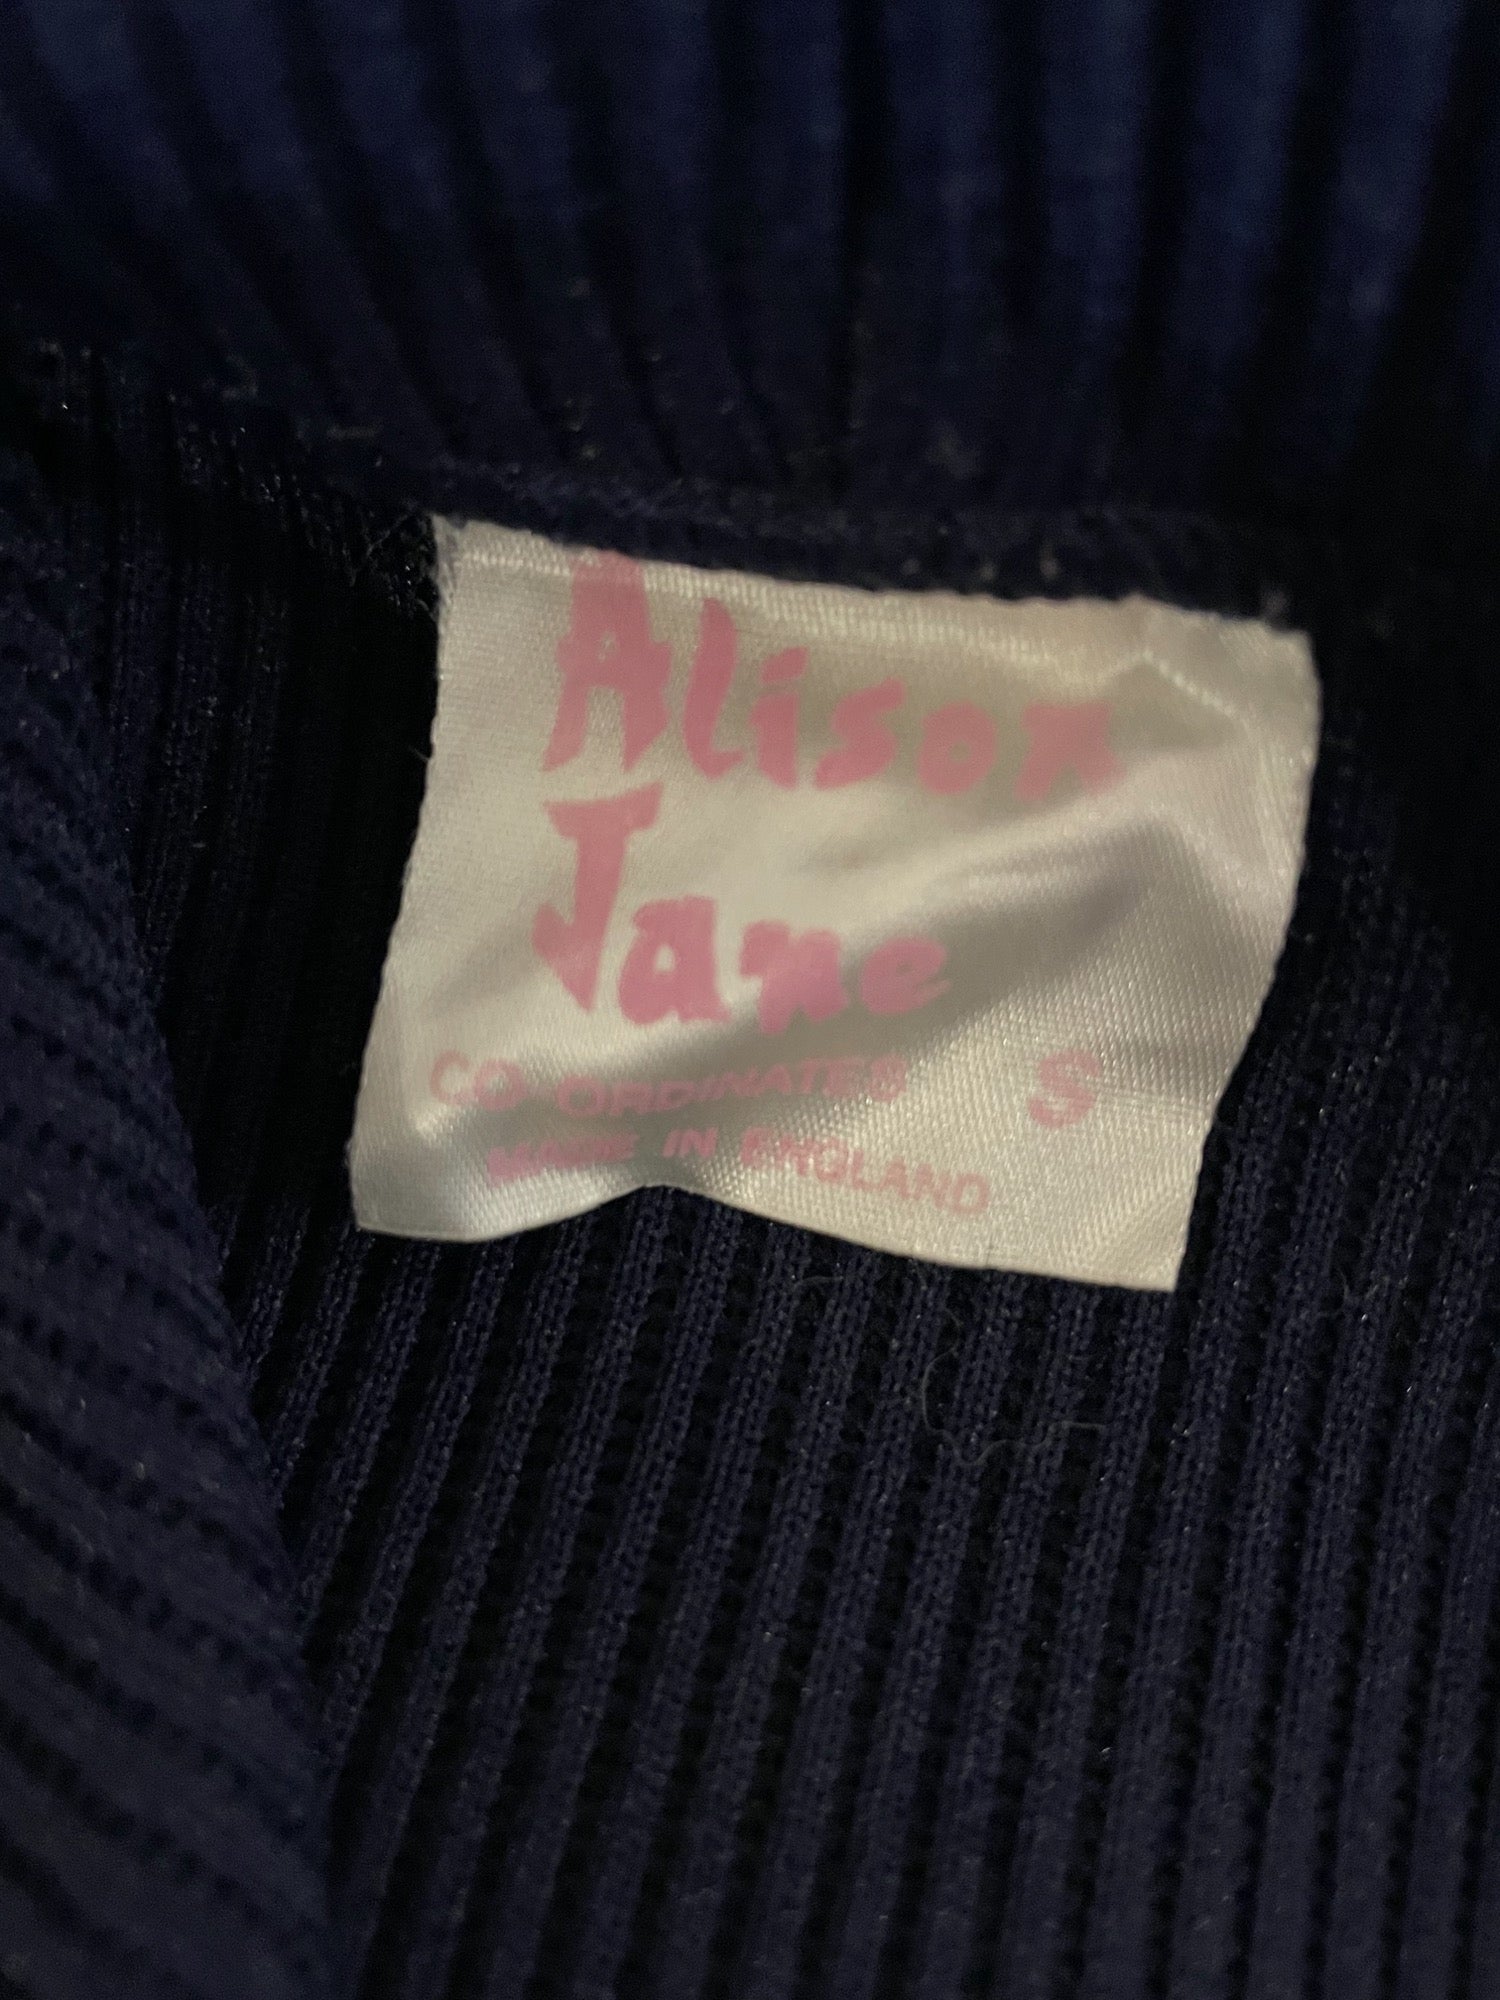 Alison
Jane
CO ORDINATES S
MADE IN ENGLAND